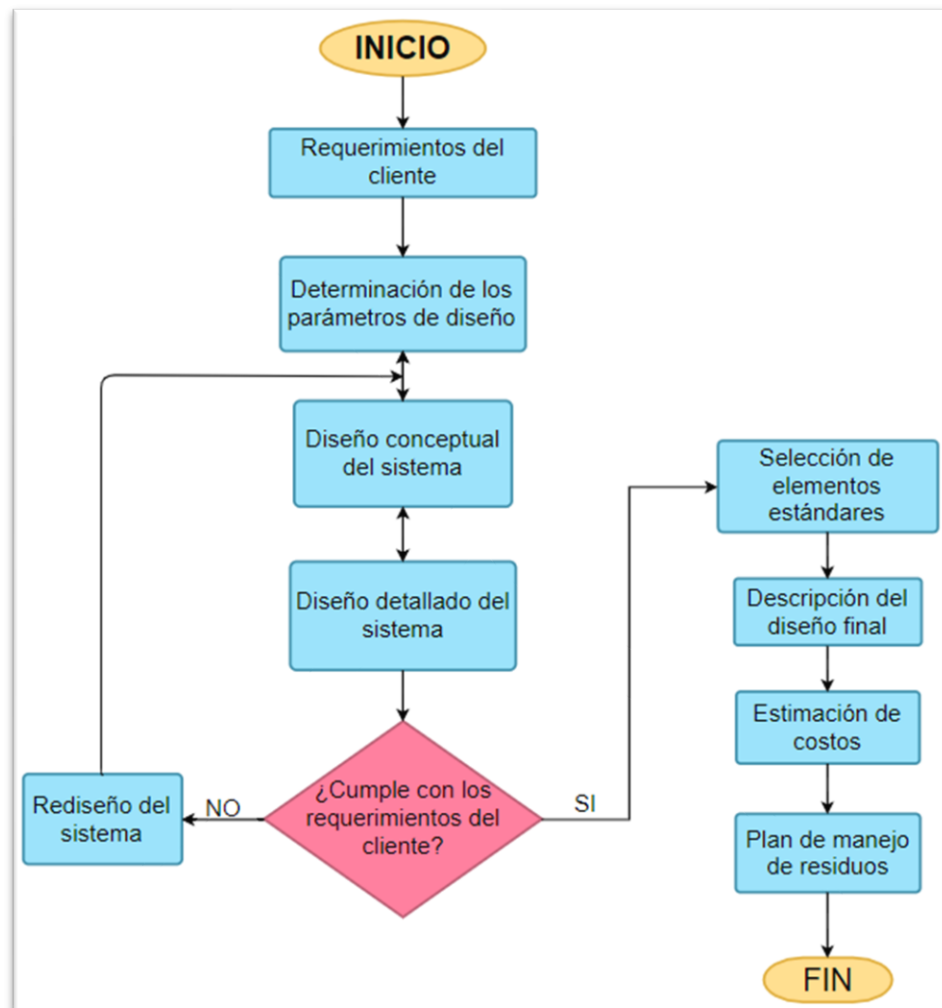 INICIO
Requerimientos del
cliente
Determinación de los
parámetros de diseño
Diseño conceptual
del sistema
Diseño detallado del
sistema
¿Cumple con los
requerimientos del
cliente?
NO
Rediseño del
sistema
SI
Selección de
elementos
estándares
Descripción del
diseño final
Estimación de
costos
Plan de manejo
de residuos
FIN